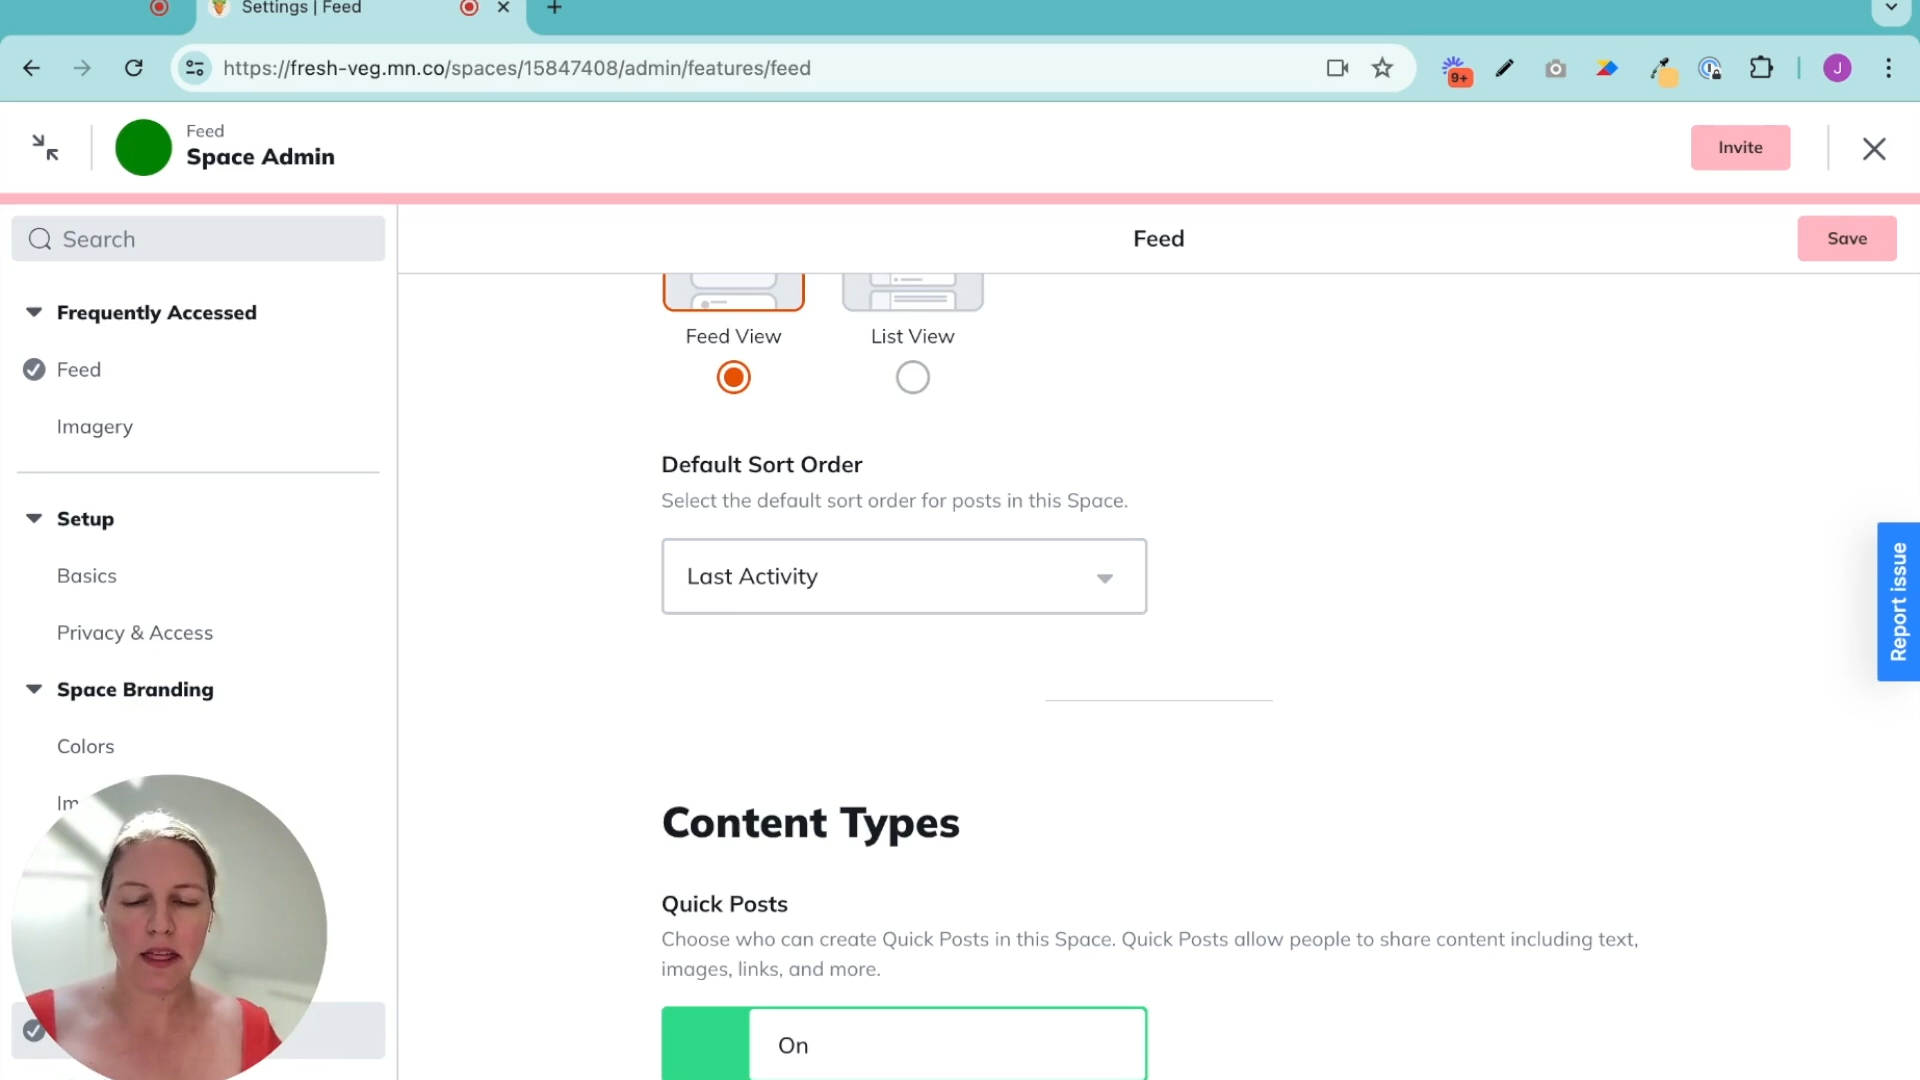 Settings | Feed
https://fresh-veg.mn.co/spaces/15847408/admin/features/feed
9+
J
Feed
Space Admin
Invite
Search
Feed
Save
Frequently Accessed
Feed
Imagery
Setup
Basics
Privacy & Access
Space Branding
Colors
Im
Feed View
List View
Default Sort Order
Select the default sort order for posts in this Space.
Last Activity
Content Types
Quick Posts
Choose who can create Quick Posts in this Space. Quick Posts allow people to share content including text,
images, links, and more.
On
Report issue